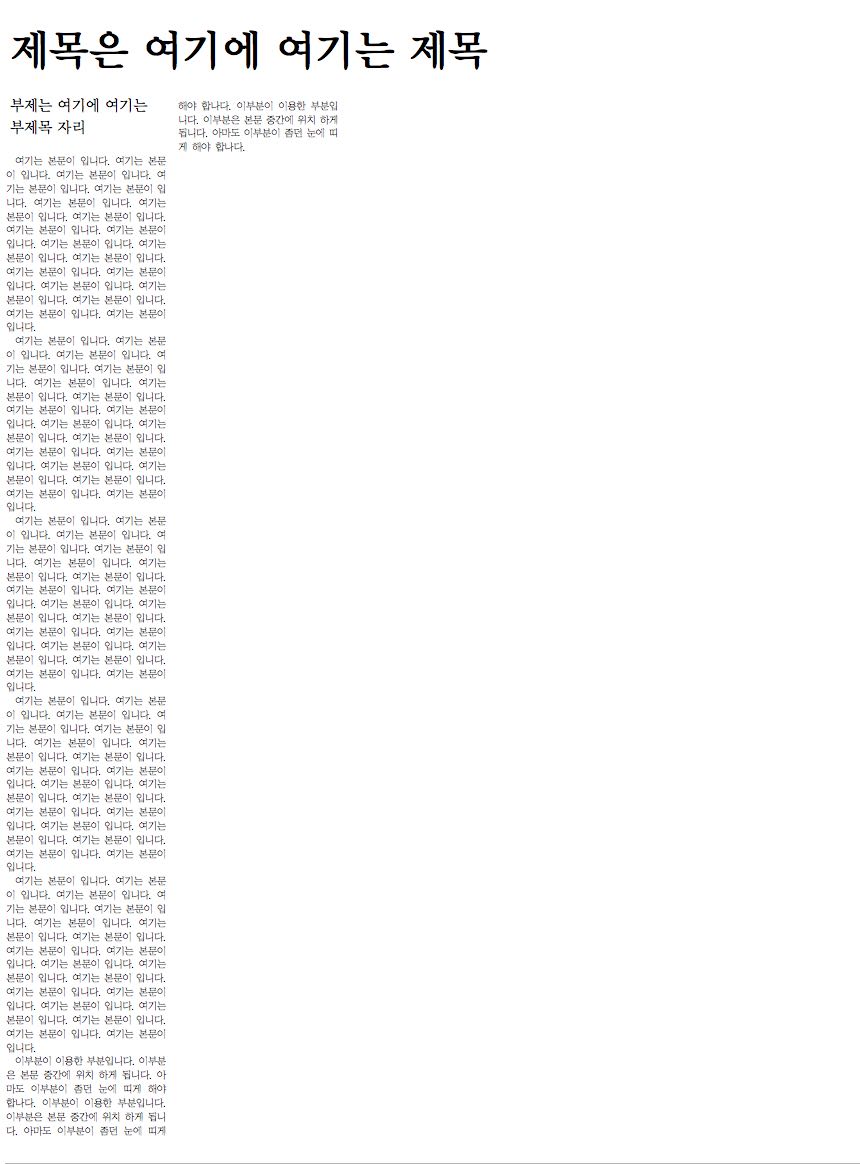 제목은 여기에 여기는 제목
부제는 여기에 여기는
부제목 자리
여기는 본문이 입니다. 여기는 본문
이 입니다. 여기는 본문이 입니다. 여
기는 본문이 입니다. 여기는 본문이 입
니다. 여기는 본문이 입니다. 여기는
본문이 입니다. 여기는 본문이 입니다.
여기는 본문이 입니다. 여기는 본문이
입니다. 여기는 본문이 입니다. 여기는
본문이 입니다. 여기는 본문이 입니다.
여기는 본문이 입니다. 여기는 본문이
입니다. 여기는 본문이 입니다. 여기는
본문이 입니다. 여기는 본문이 입니다.
여기는 본문이 입니다. 여기는 본문이
입니다.
여기는 본문이 입니다. 여기는 본문
이 입니다. 여기는 본문이 입니다. 여
기는 본문이 입니다. 여기는 본문이 입
니다. 여기는 본문이 입니다. 여기는
본문이 입니다. 여기는 본문이 입니다.
여기는 본문이 입니다. 여기는 본문이
입니다. 여기는 본문이 입니다. 여기는
본문이 입니다. 여기는 본문이 입니다.
여기는 본문이 입니다. 여기는 본문이
입니다. 여기는 본문이 입니다. 여기는
본문이 입니다. 여기는 본문이 입니다.
여기는 본문이 입니다. 여기는 본문이
입니다.
여기는 본문이 입니다. 여기는 본문
이 입니다. 여기는 본문이 입니다. 여
기는 본문이 입니다. 여기는 본문이 입
니다. 여기는 본문이 입니다. 여기는
본문이 입니다. 여기는 본문이 입니다.
여기는 본문이 입니다. 여기는 본문이
입니다. 여기는 본문이 입니다. 여기는
본문이 입니다. 여기는 본문이 입니다.
여기는 본문이 입니다. 여기는 본문이
입니다. 여기는 본문이 입니다. 여기는
본문이 입니다. 여기는 본문이 입니다.
여기는 본문이 입니다. 여기는 본문이
입니다.
여기는 본문이 입니다. 여기는 본문
이 입니다. 여기는 본문이 입니다. 여
기는 본문이 입니다. 여기는 본문이 입
니다. 여기는 본문이 입니다. 여기는
본문이 입니다. 여기는 본문이 입니다.
여기는 본문이 입니다. 여기는 본문이
입니다. 여기는 본문이 입니다. 여기는
본문이 입니다. 여기는 본문이 입니다.
여기는 본문이 입니다. 여기는 본문이
입니다. 여기는 본문이 입니다. 여기는
본문이 입니다. 여기는 본문이 입니다.
여기는 본문이 입니다. 여기는 본문이
입니다.
여기는 본문이 입니다. 여기는 본문
이 입니다. 여기는 본문이 입니다. 여
기는 본문이 입니다. 여기는 본문이 입
니다. 여기는 본문이 입니다. 여기는
본문이 입니다. 여기는 본문이 입니다.
여기는 본문이 입니다. 여기는 본문이
입니다. 여기는 본문이 입니다. 여기는
본문이 입니다. 여기는 본문이 입니다.
여기는 본문이 입니다. 여기는 본문이
입니다. 여기는 본문이 입니다. 여기는
본문이 입니다. 여기는 본문이 입니다.
여기는 본문이 입니다. 여기는 본문이
입니다.
이부분이 이용한 부분입니다. 이부분
은 본문 중간에 위치 하게 됩니다. 아
마도 이부분이 좀던 눈에 띠게 해야
합나다. 이부분이 이용한 부분입니다.
이부분은 본문 중간에 위치 하게 됩니
다. 아마도 이부분이 좀던 눈에 띠게
해야 합나다. 이부분이 이용한 부분입
니다. 이부분은 본문 중간에 위치 하게
됩니다. 아마도 이부분이 좀던 눈에 띠
게 해야 합나다.